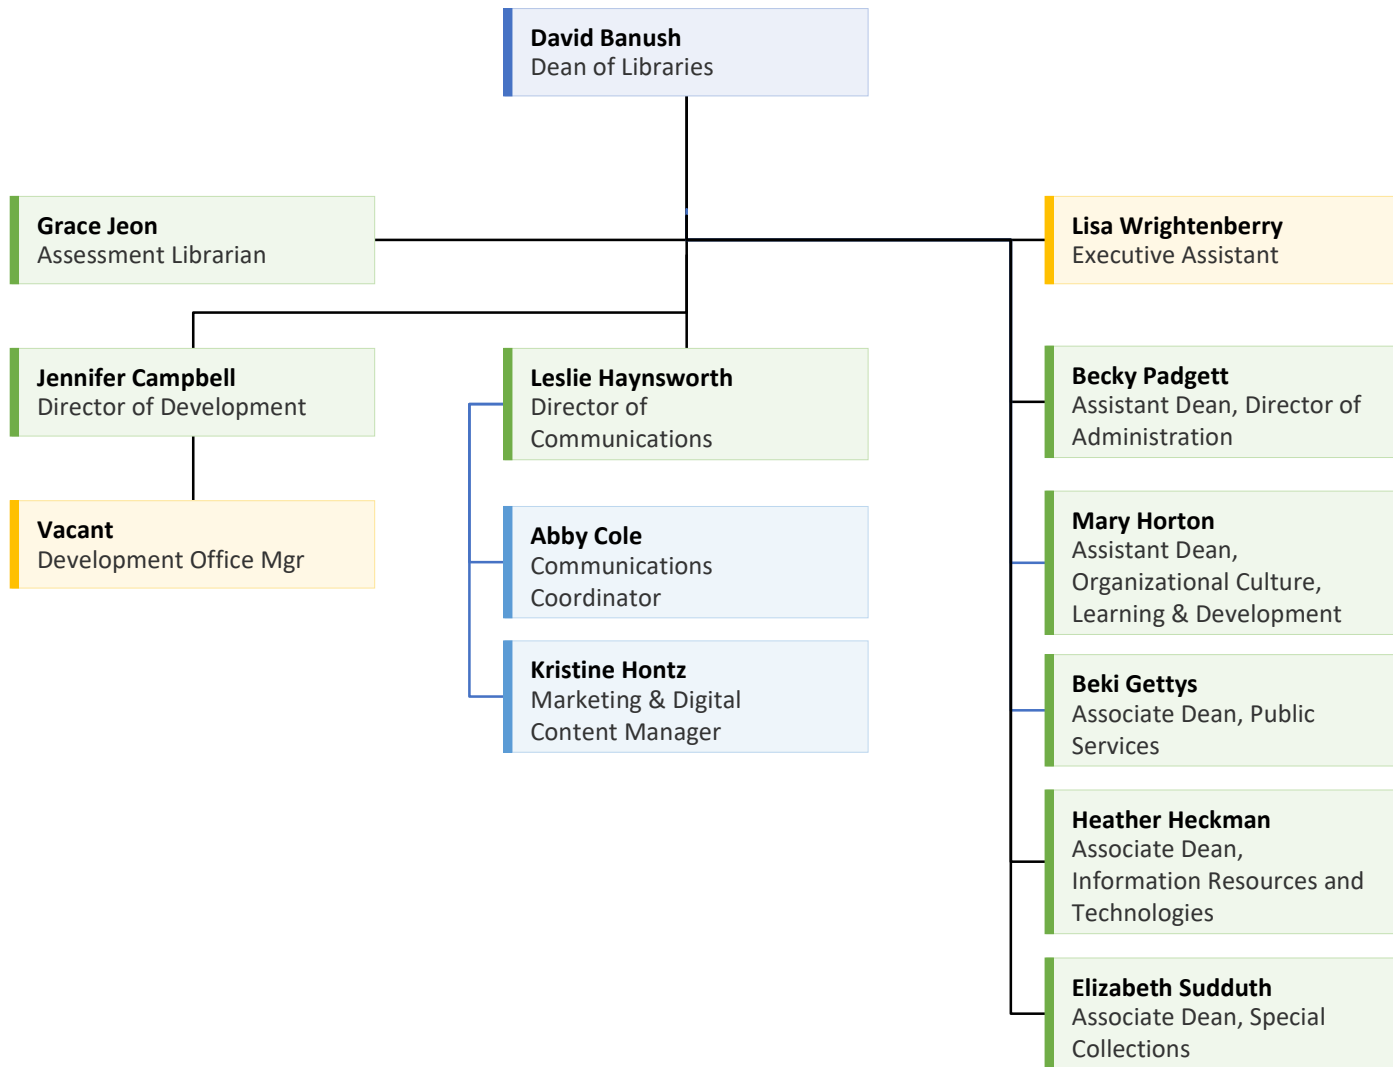 David Banush
Dean of Libraries
Grace Jeon
Assessment Librarian
Lisa Wrightenberry
Executive Assistant
Jennifer Campbell
Director of Development
Leslie Haynsworth
Director of
Communications
Becky Padgett
Assistant Dean, Director of
Administration
Vacant
Development Office Mgr
Abby Cole
Communications
Coordinator
Mary Horton
Assistant Dean,
Organizational Culture,
Learning & Development
Kristine Hontz
Marketing & Digital
Content Manager
Beki Gettys
Associate Dean, Public
Services
Heather Heckman
Associate Dean,
Information Resources and
Technologies
Elizabeth Sudduth
Associate Dean, Special
Collections